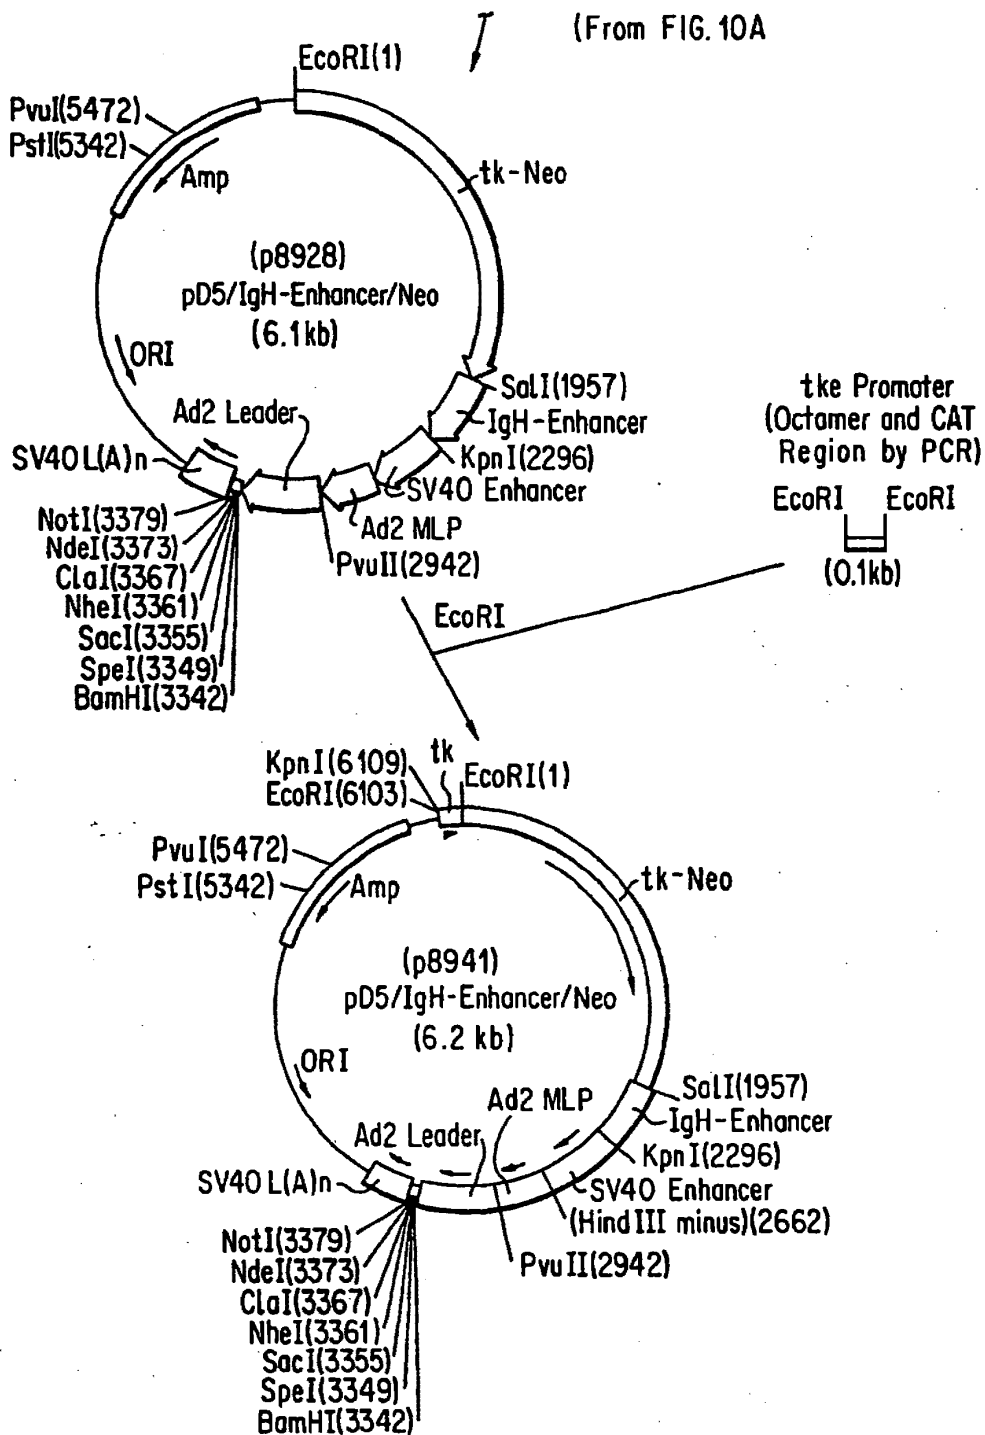 (From FIG. 10A
EcoRI(1)
PvuI(5472)
PstI(5342)
Amp
tk-Neo
(p8928)
pD5/IgH-Enhancer/Neo
(6.1kb)
ORI
SalI(1957)
IgH-Enhancer
Ad2 Leader
KpnI(2296)
SV40 L(A)n
SV40 Enhancer
Ad2 MLP
PvuII(2942)
NotI(3379)
NdeI(3373)
ClaI(3367)
NheI(3361)
SacI(3355)
SpeI(3349)
BamHI(3342)
tke Promoter
(Octamer and CAT
Region by PCR)
EcoRI EcoRI
(0.1kb)
EcoRI
KpnI(6109)
tk
EcoRI(1)
EcoRI(6103)
PvuI(5472)
PstI(5342)
Amp
tk-Neo
(p8941)
pD5/IgH-Enhancer/Neo
(6.2 kb)
ORI
SalI(1957)
Ad2 MLP
IgH-Enhancer
Ad2 Leader
KpnI(2296)
SV40 L(A)n
SV40 Enhancer
(Hind III minus)(2662)
PvuII(2942)
NotI(3379)
NdeI(3373)
ClaI(3367)
NheI(3361)
SacI(3355)
SpeI(3349)
BamHI(3342)